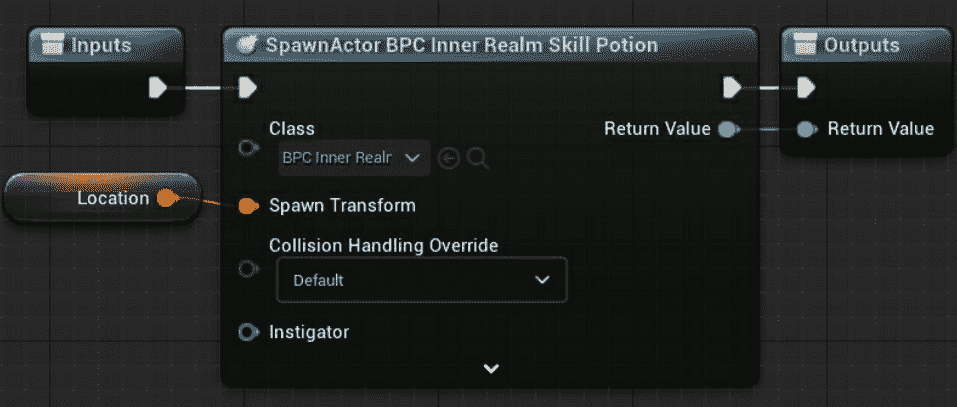 Inputs
SpawnActor BPC Inner Realm Skill Potion
Outputs
Class
Return Value
Return Value
BPC Inner Realr
Location
Spawn Transform
Collision Handling Override
Default
Instigator